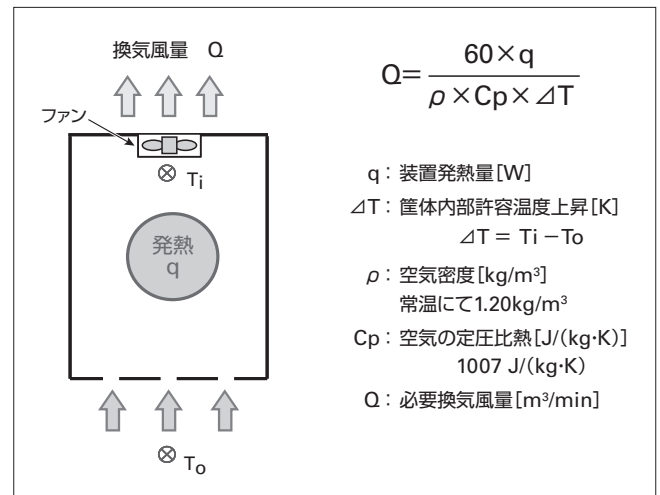 換気風量 Q
ファン
Ti
発熱
q
To
Q=60×q/ρ×Cp×⊿T
q：装置発熱量[W]
⊿T：筐体内部許容温度上昇[K]
⊿T = Ti −To
ρ：空気密度[kg/m³]
常温にて1.20kg/m³
Cp：空気の定圧比熱[J/(kg･K)]
1007 J/(kg･K)
Q：必要換気風量[m³/min]